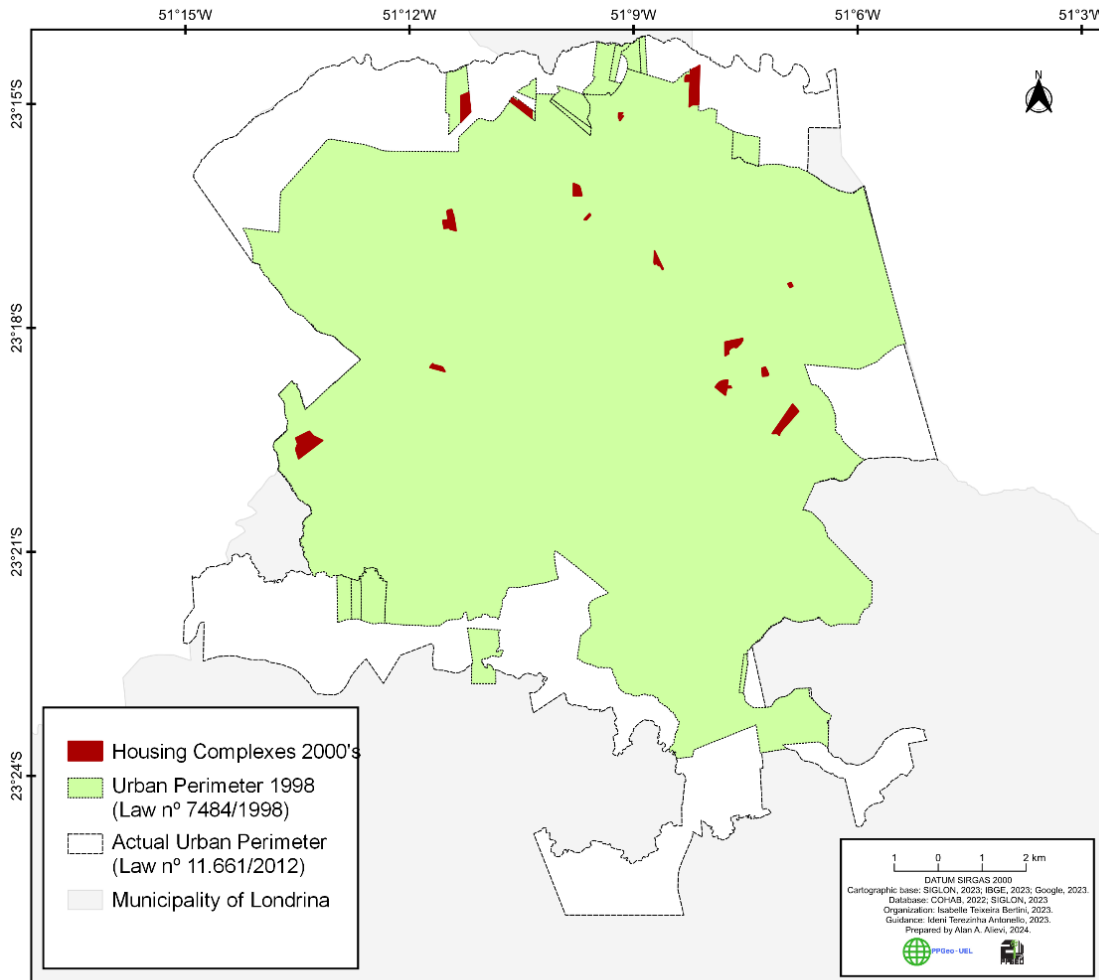 51°15'W 51°12'W 51°9'W 51°6'W 51°3'W
23°15'S
23°18'S
23°21'S
23°24'S
N
Housing Complexes 2000's
Urban Perimeter 1998
(Law nº 7484/1998)
Actual Urban Perimeter
(Law nº 11.661/2012)
Municipality of Londrina
1 0 1 2 km
DATUM SIRGAS 2000
Cartographic base: SIGLON, 2023; IBGE, 2023; Google, 2023.
Database: COHAB, 2022; SIGLON, 2023
Organization: Isabelle Teixeira Bertini, 2023.
Guidance: Ideni Terezinha Antonello, 2023.
Prepared by Alan A. Alievi, 2024.
PPGeo - UEL